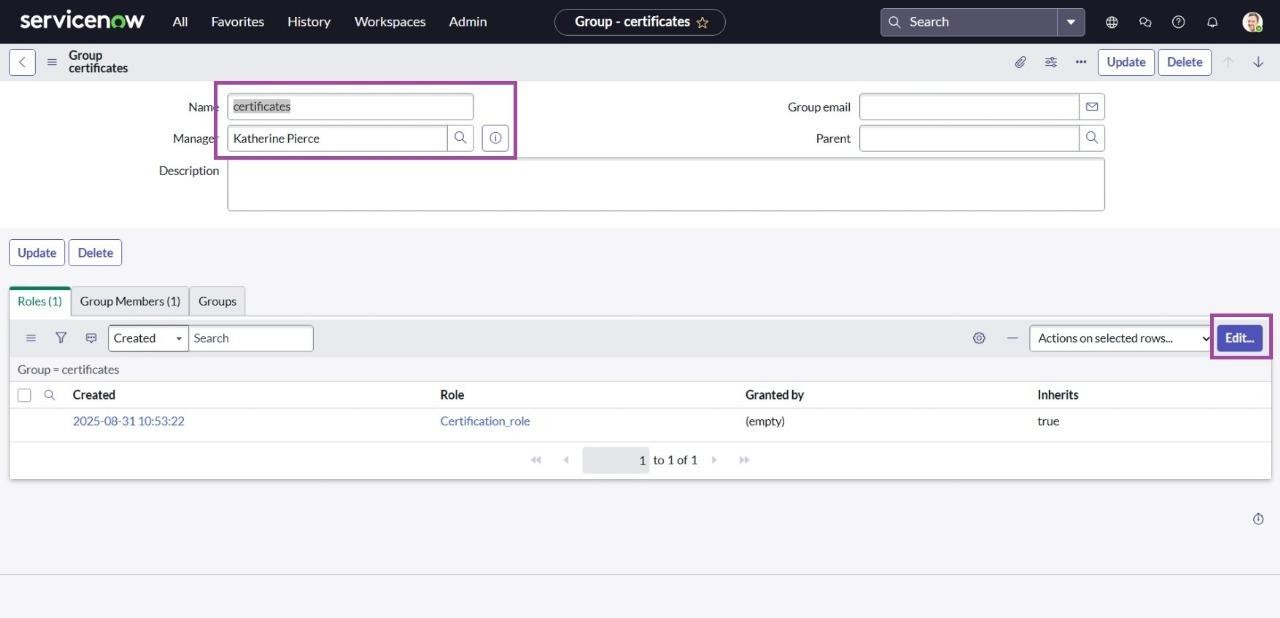 servicenow All Favorites History Workspaces Admin Group - certificates Search
Group
certificates
Update Delete
Name certificates Group email
Manager Katherine Pierce Parent
Description
Update Delete
Roles (1) Group Members (1) Groups
Created Search Actions on selected rows... Edit...
Group = certificates
Created Role Granted by Inherits
2025-08-31 10:53:22 Certification_role (empty) true
1 to 1 of 1